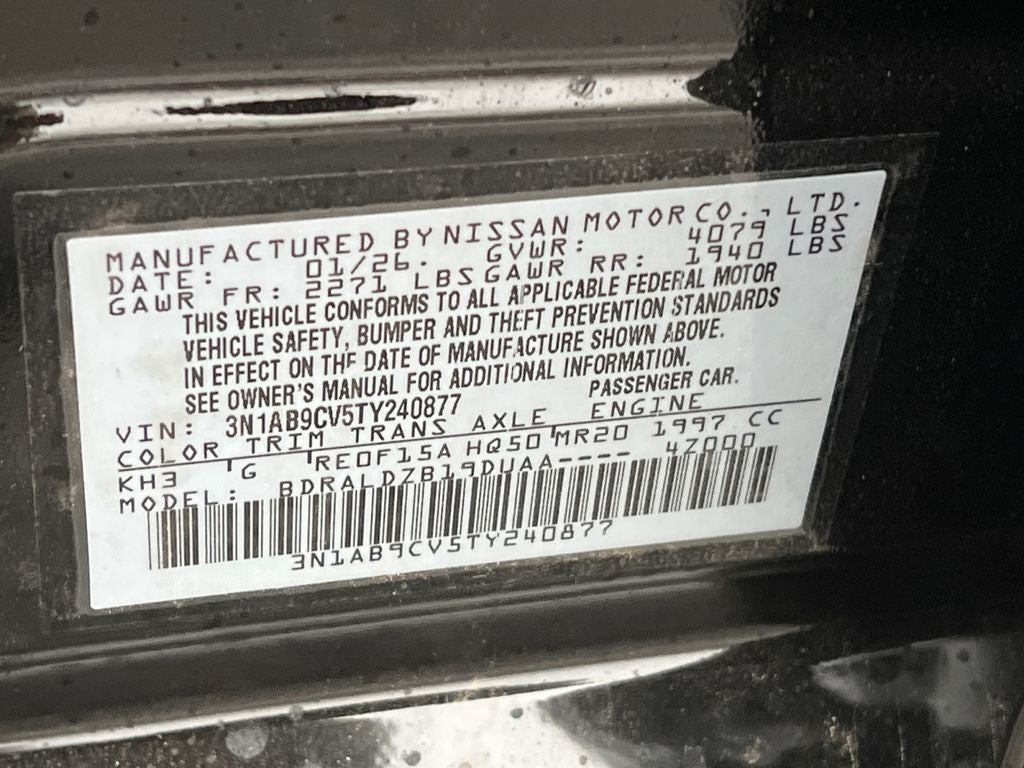 MANUFACTURED BY NISSAN MOTOR CO., LTD.
DATE: 01/26. GVWR: 4079 LBS
GAWR FR: 2271 LBS GAWR RR: 1940 LBS
THIS VEHICLE CONFORMS TO ALL APPLICABLE FEDERAL MOTOR
VEHICLE SAFETY, BUMPER AND THEFT PREVENTION STANDARDS
IN EFFECT ON THE DATE OF MANUFACTURE SHOWN ABOVE.
SEE OWNER'S MANUAL FOR ADDITIONAL INFORMATION.
VIN: 3N1AB9CV5TY240877 PASSENGER CAR.
COLOR TRIM TRANS AXLE ENGINE
KH3 'G 'RE0F15A HQ50 'MR20 1997 CC
MODEL: BDRALDZB19DUAA---- 4Z000
3N1AB9CV5TY240877